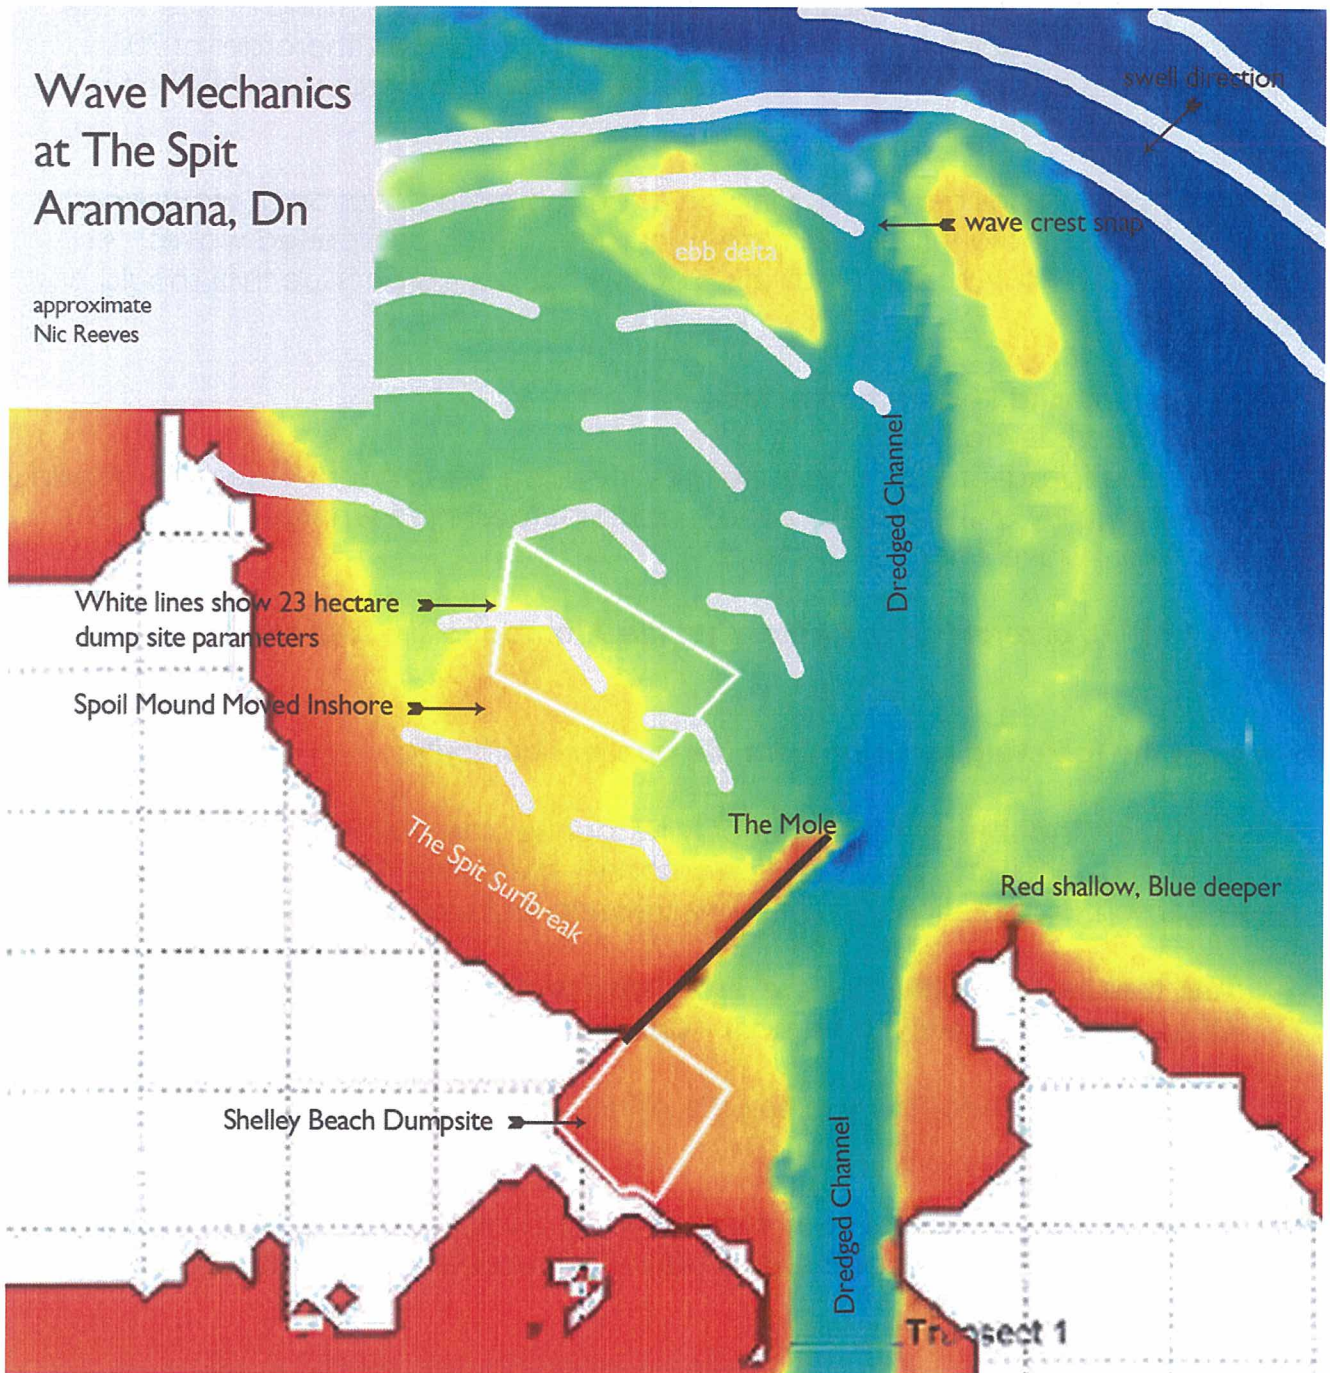 Wave Mechanics
at The Spit
Aramoana, Dn
approximate
Nic Reeves
swell direction
wave crest snap
ebb delta
Dredged Channel
White lines show 23 hectare
dump site parameters
Spoil Mound Moved Inshore
The Mole
The Spit Surfbreak
Red shallow, Blue deeper
Shelley Beach Dumpsite
Dredged Channel
Transect 1